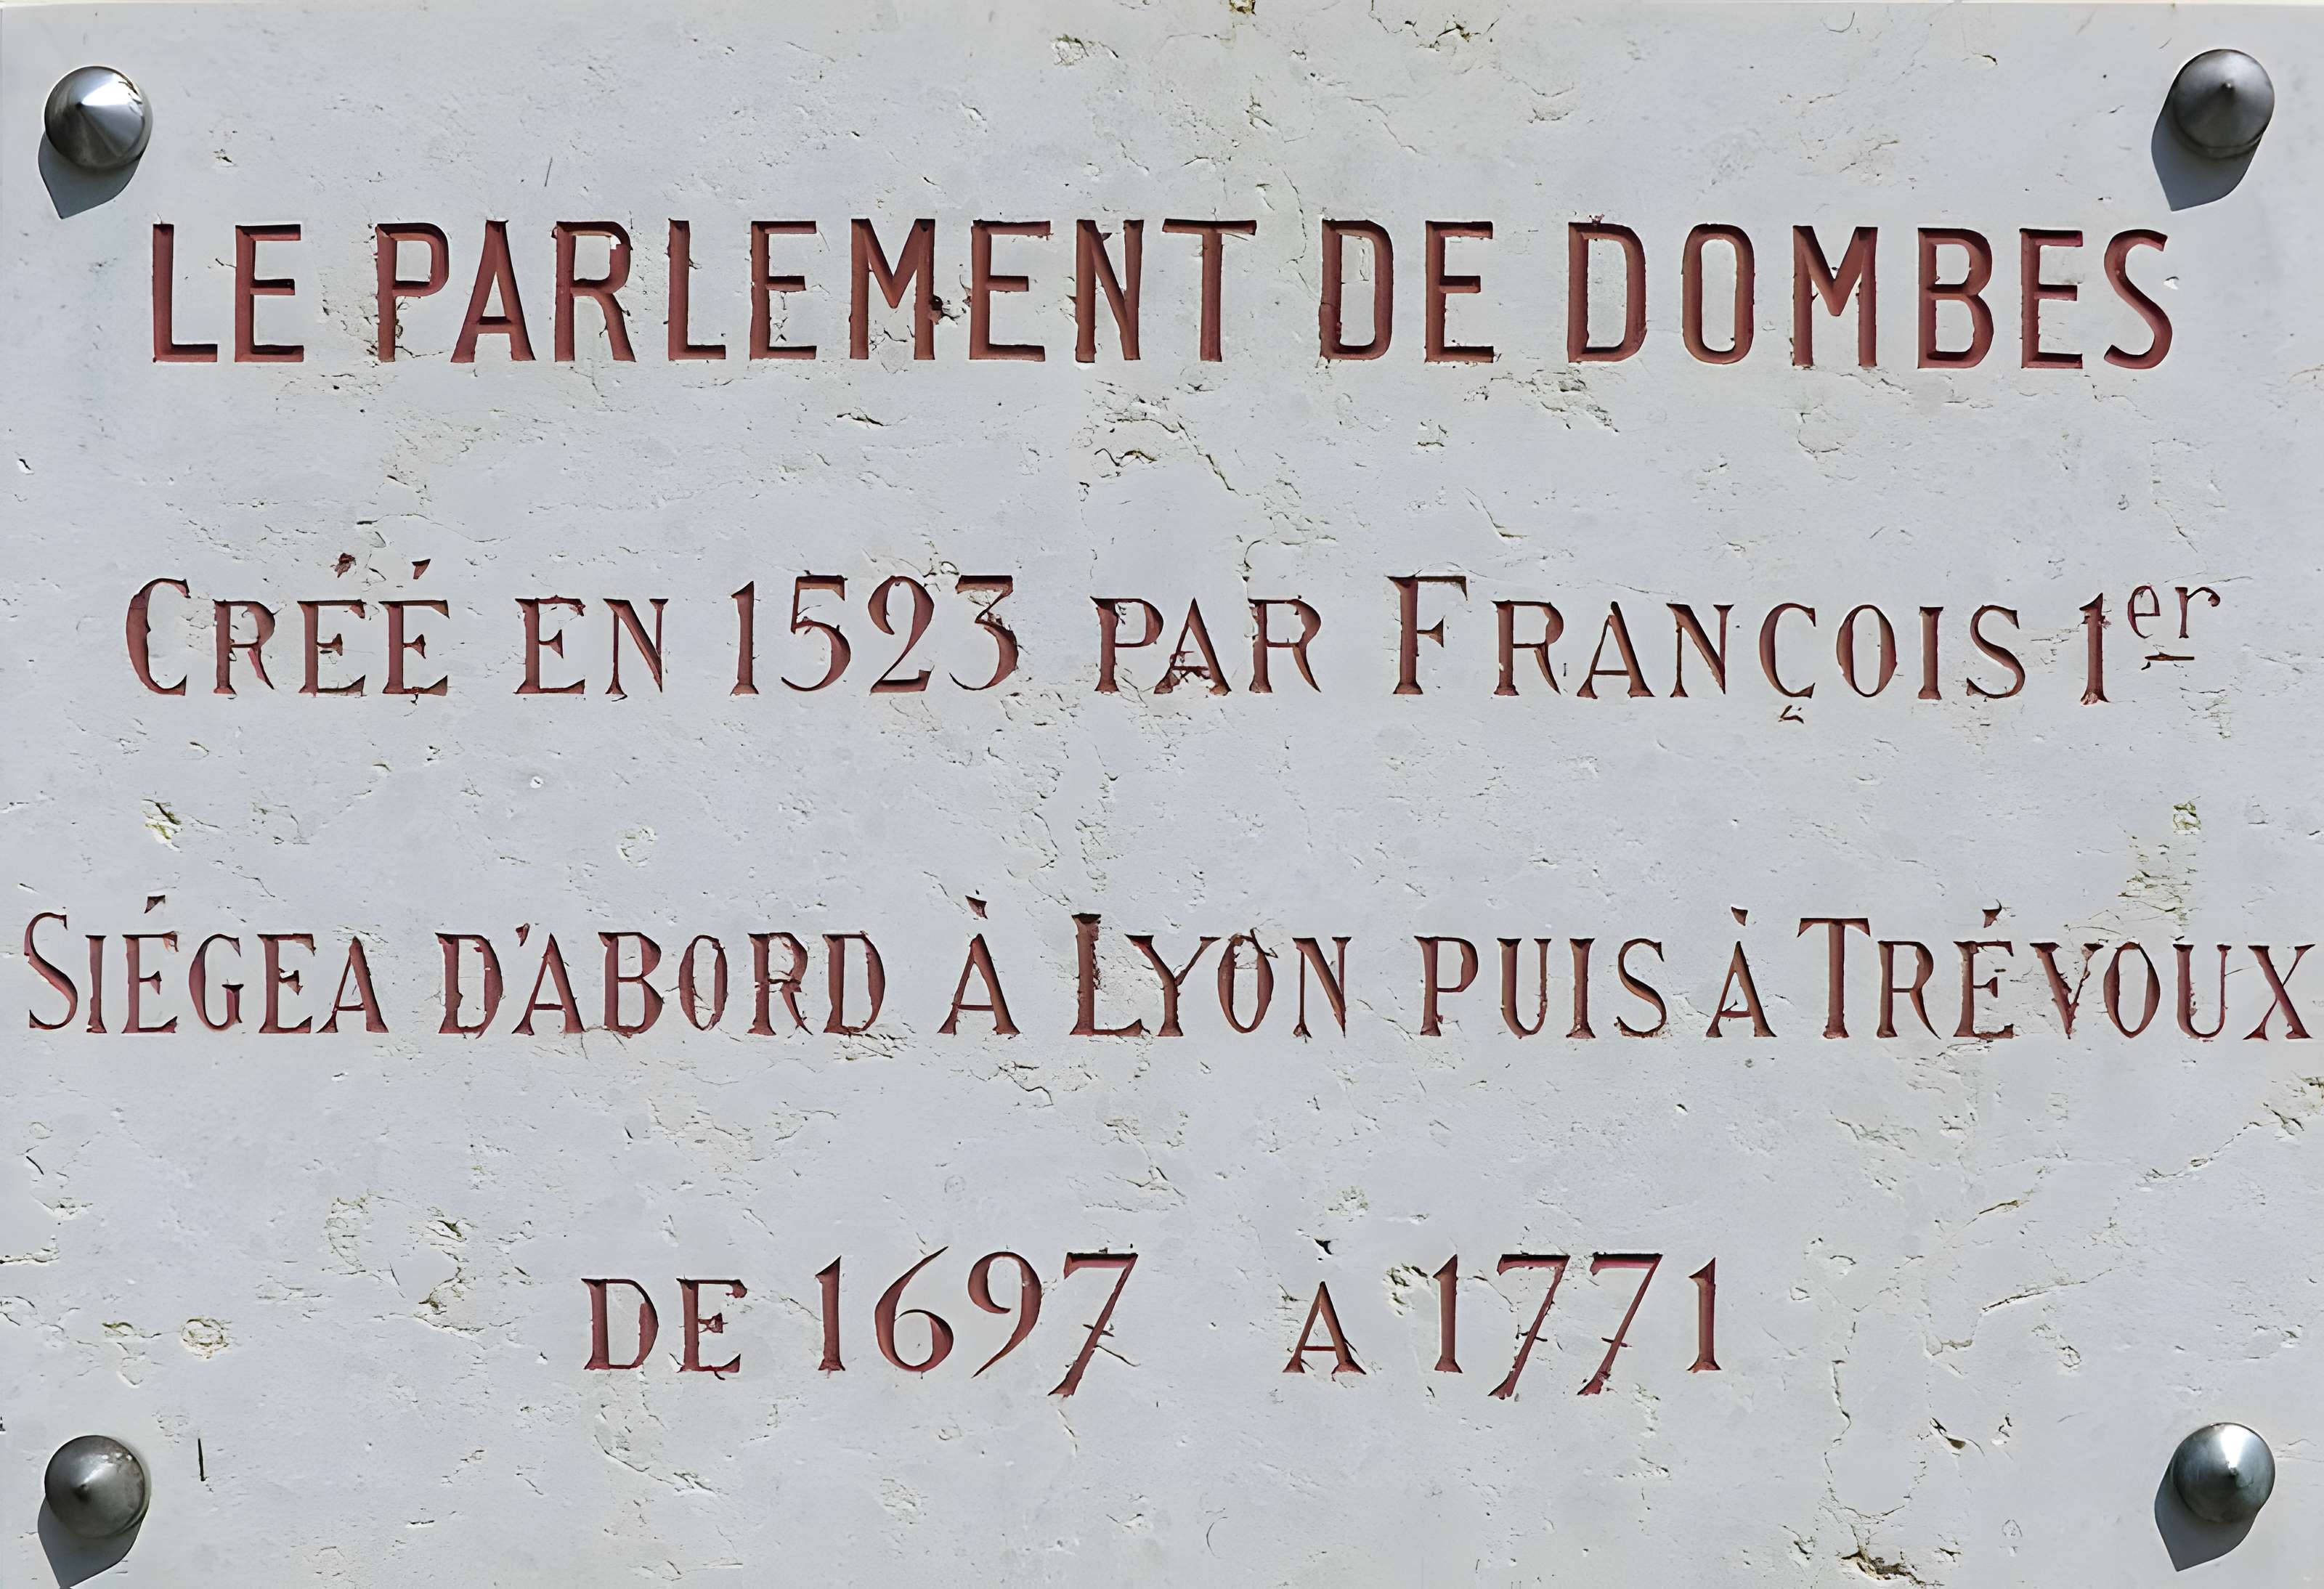 LE PARLEMENT DE DOMBES
CRÉÉ EN 1523 PAR FRANÇOIS 1er
SIÉGEA D'ABORD À LYON PUIS À TRÉVOUX
DE 1697 À 1771